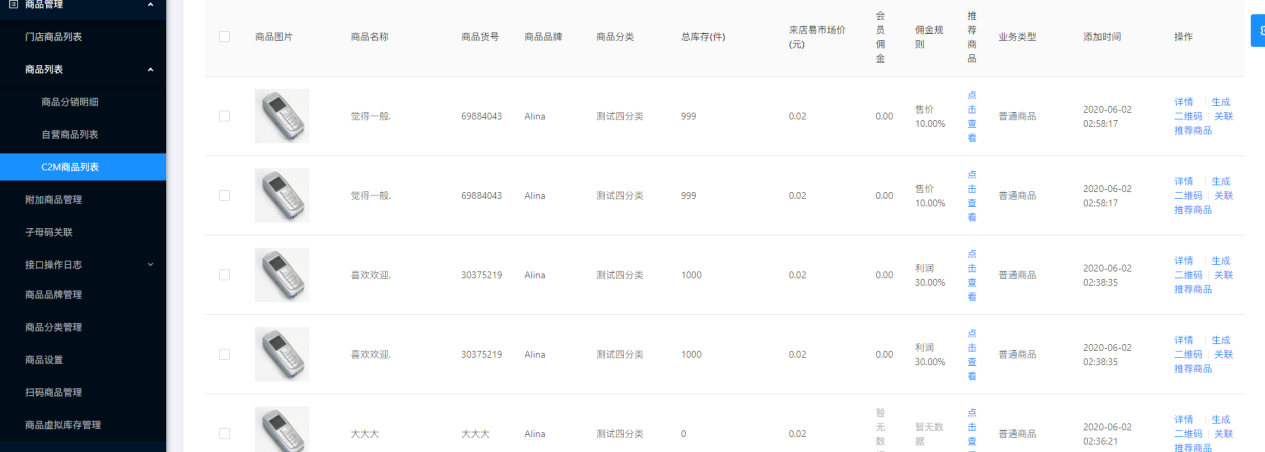 商品管理
门店商品列表
商品列表
商品分销明细
自营商品列表
C2M商品列表
附加商品管理
子母码关联
接口操作日志
商品品牌管理
商品分类管理
商品设置
扫码商品管理
商品虚拟库存管理
商品图片 商品名称 商品货号 商品品牌 商品分类 总库存(件) 来店易市场价(元) 会员佣金 佣金规则 推荐商品 业务类型 添加时间 操作
觉得一般. 69884043 Alina 测试四分类 999 0.02 0.00 售价10.00% 点击查看 普通商品 2020-06-02 02:58:17 详情 生成二维码 关联推荐商品
觉得一般. 69884043 Alina 测试四分类 999 0.02 0.00 售价10.00% 点击查看 普通商品 2020-06-02 02:58:17 详情 生成二维码 关联推荐商品
喜欢欢迎. 30375219 Alina 测试四分类 1000 0.02 0.00 利润30.00% 点击查看 普通商品 2020-06-02 02:38:35 详情 生成二维码 关联推荐商品
喜欢欢迎. 30375219 Alina 测试四分类 1000 0.02 0.00 利润30.00% 点击查看 普通商品 2020-06-02 02:38:35 详情 生成二维码 关联推荐商品
大大大 大大大 Alina 测试四分类 0 0.02 暂无数 暂无数据 点击查 普通商品 2020-06-02 02:36:21 详情 生成二维码 关联推荐商品